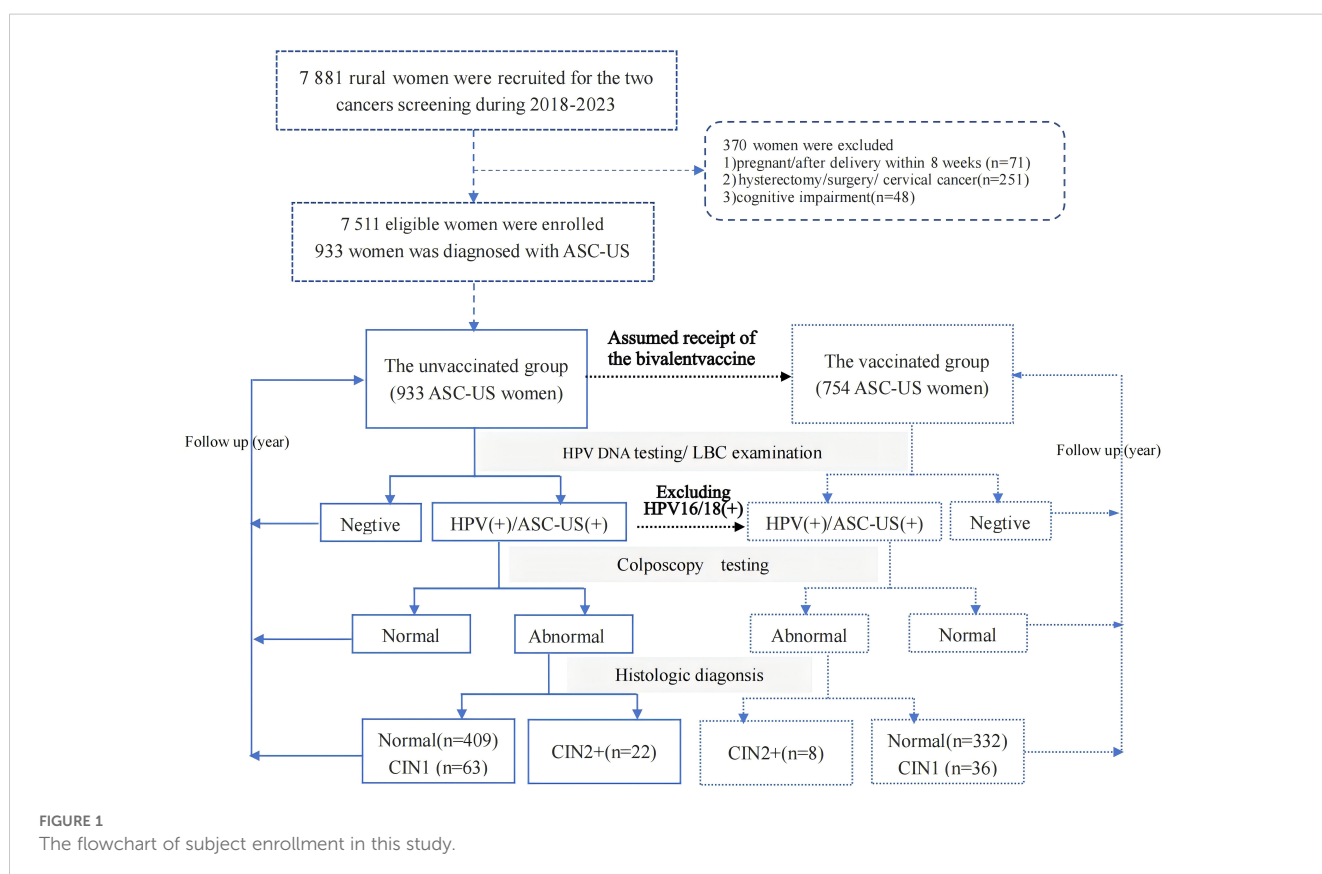 7 881 rural women were recruited for the two
cancers screening during 2018-2023
370 women were excluded
1)pregnant/after delivery within 8 weeks (n=71)
2)hysterectomy/surgery/ cervical cancer(n=251)
3)cognitive impairment(n=48)
7 511 eligible women were enrolled
933 women was diagnosed with ASC-US
The unvaccinated group
(933 ASC-US women)
Assumed receipt of
the bivalentvaccine
The vaccinated group
(754 ASC-US women)
Follow up (year)
Follow up (year)
HPV DNA testing/ LBC examination
Negtive
HPV(+)/ASC-US(+)
Excluding
HPV16/18(+)
HPV(+)/ASC-US(+)
Negtive
Colposcopy testing
Normal
Abnormal
Abnormal
Normal
Histologic diagonsis
Normal(n=409)
CIN1 (n=63)
CIN2+(n=22)
CIN2+(n=8)
Normal(n=332)
CIN1 (n=36)
FIGURE 1
The flowchart of subject enrollment in this study.